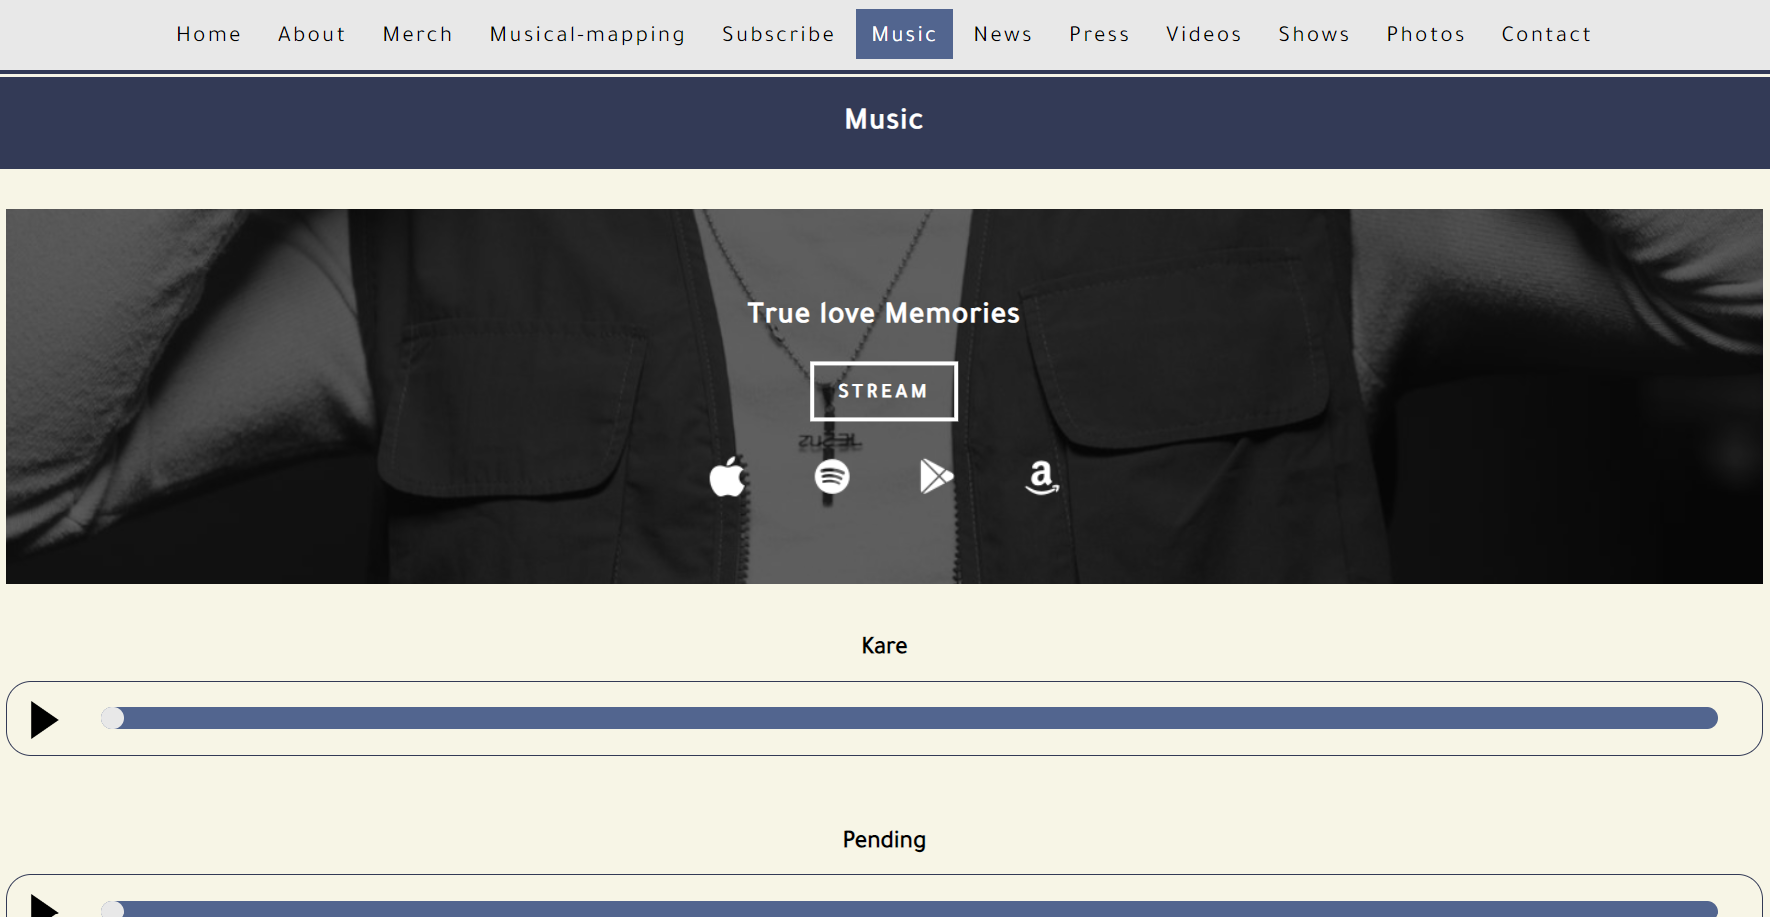 Home About Merch Musical-mapping Subscribe Music News Press Videos Shows Photos Contact
Music
True love Memories
STREAM
Kare
Pending